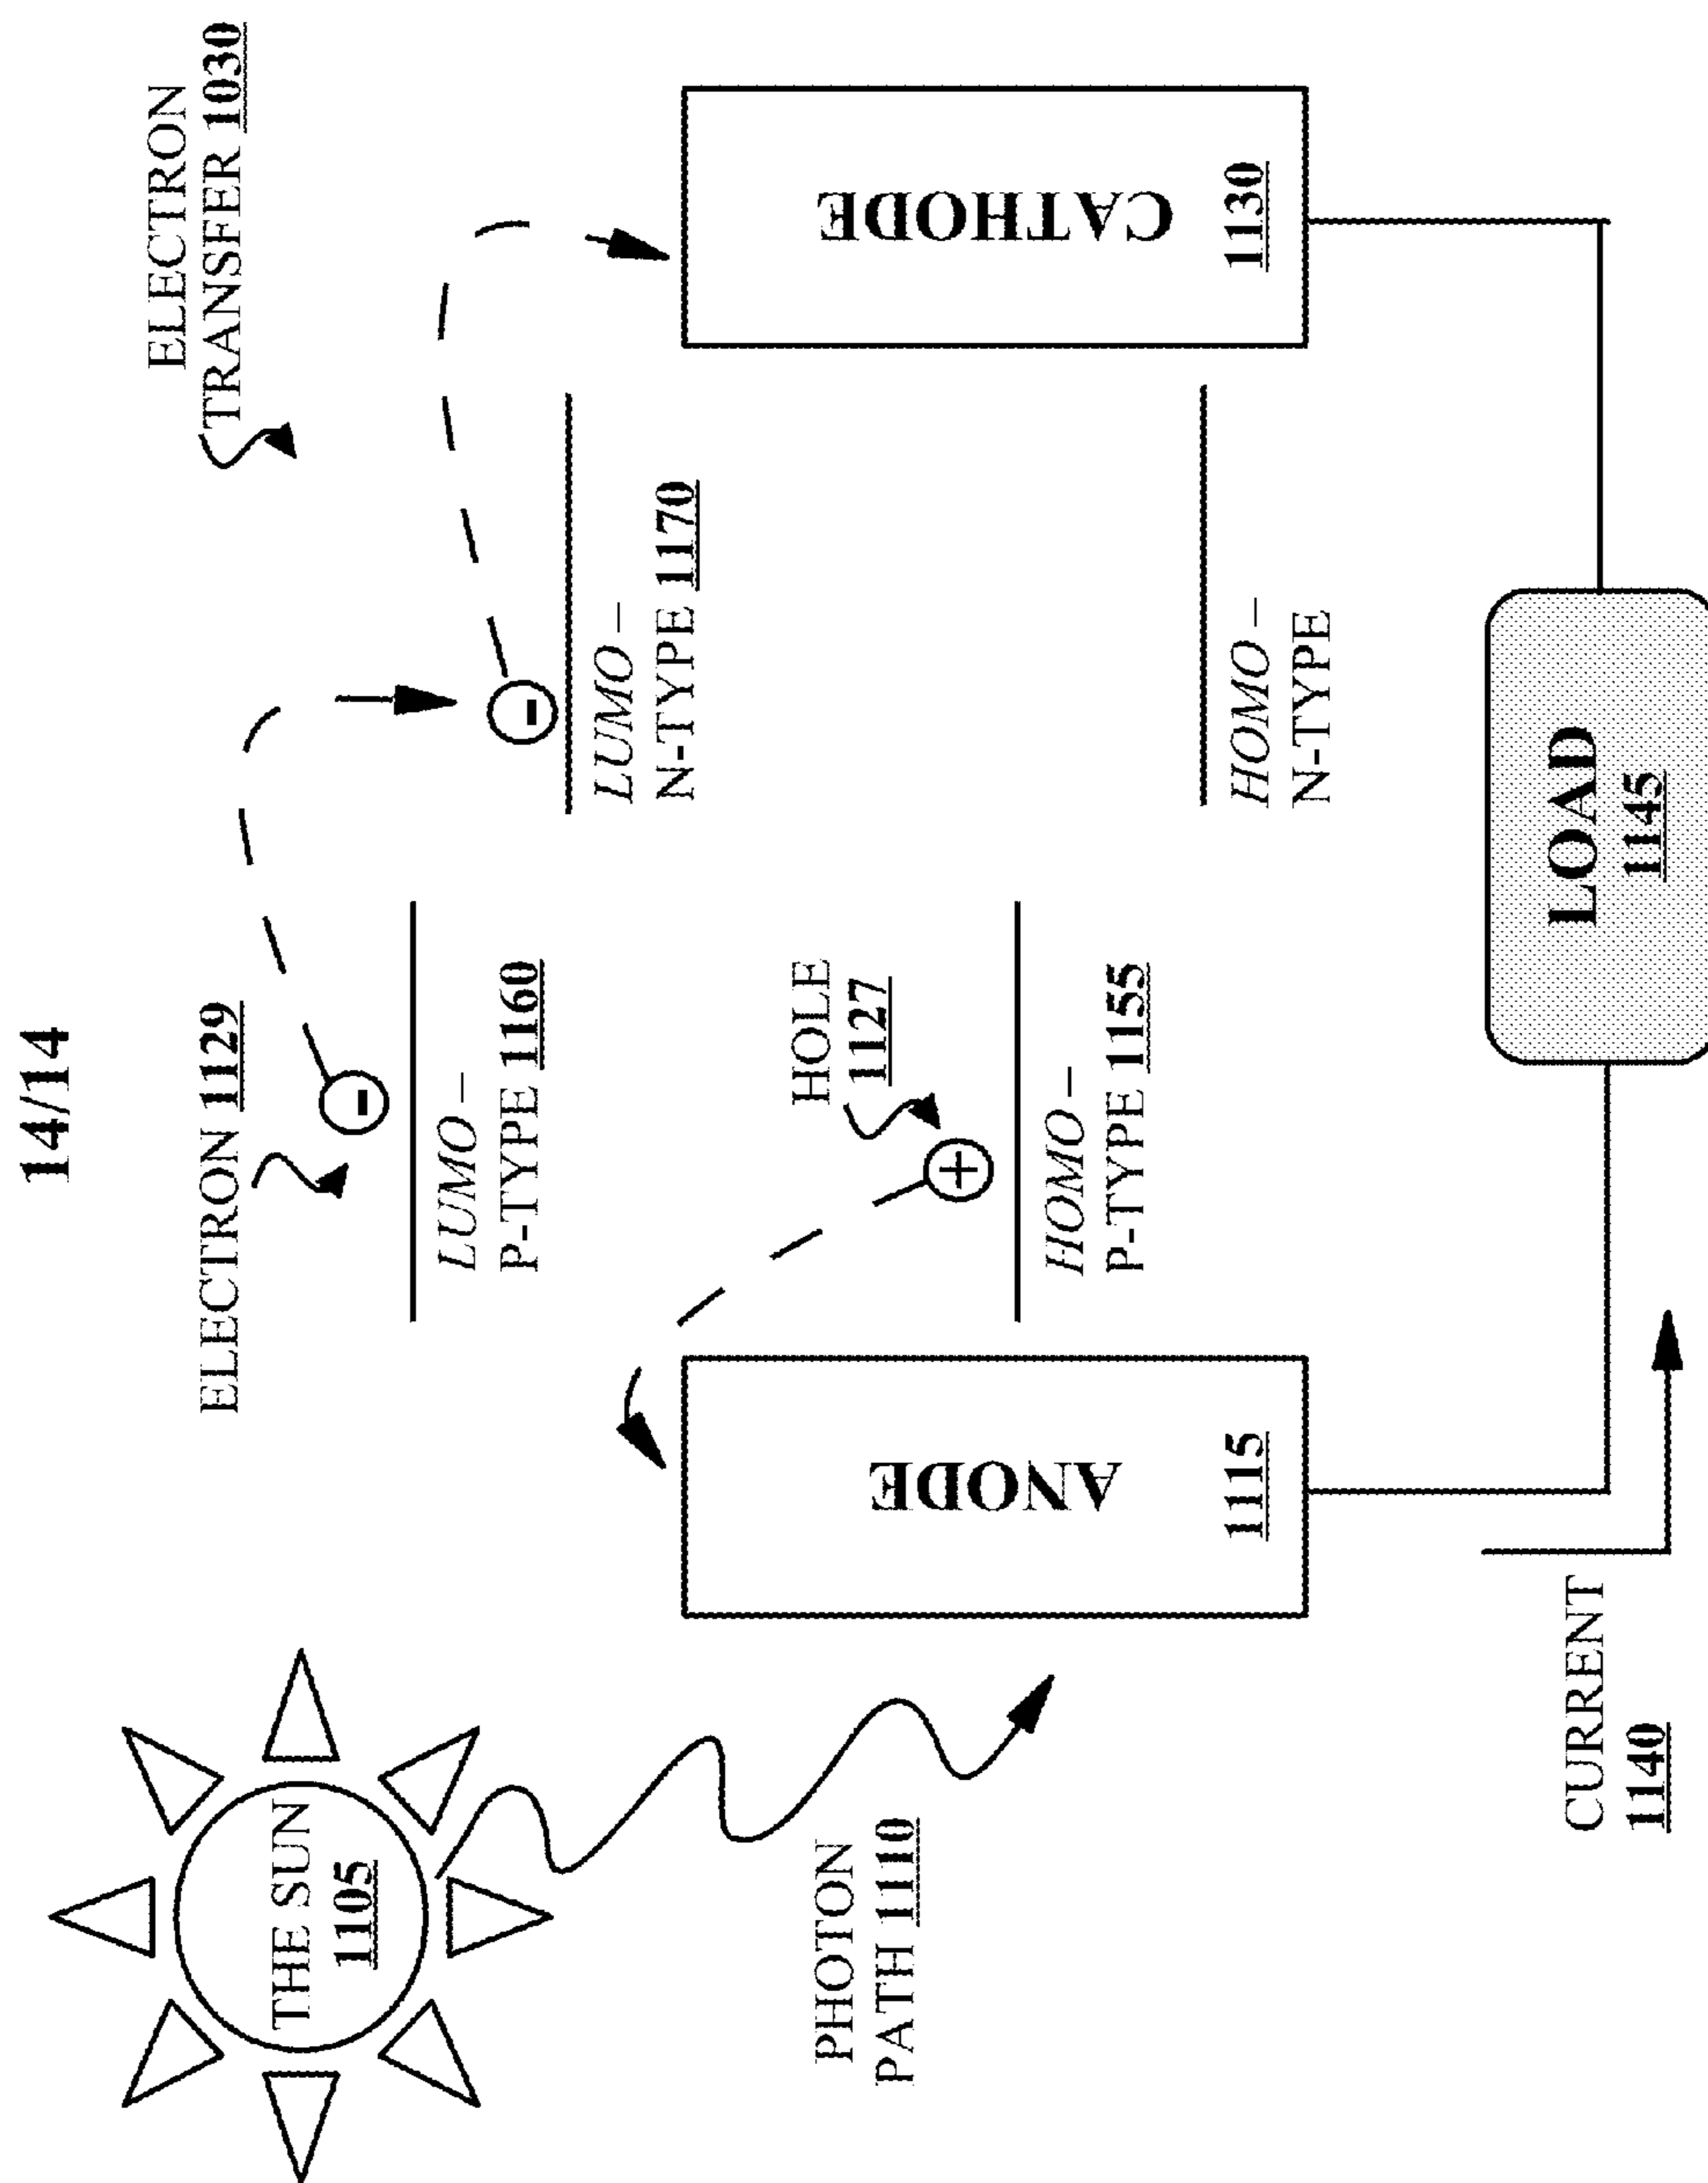 14/14
THE SUN
1105
PHOTON
PATH 1110
ELECTRON 1129
ELECTRON
TRANSFER 1030
LUMO –
P-TYPE 1160
LUMO –
N-TYPE 1170
HOLE
1127
HOMO –
P-TYPE 1155
HOMO –
N-TYPE
ANODE
1115
CATHODE
1130
CURRENT
1140
LOAD
1145